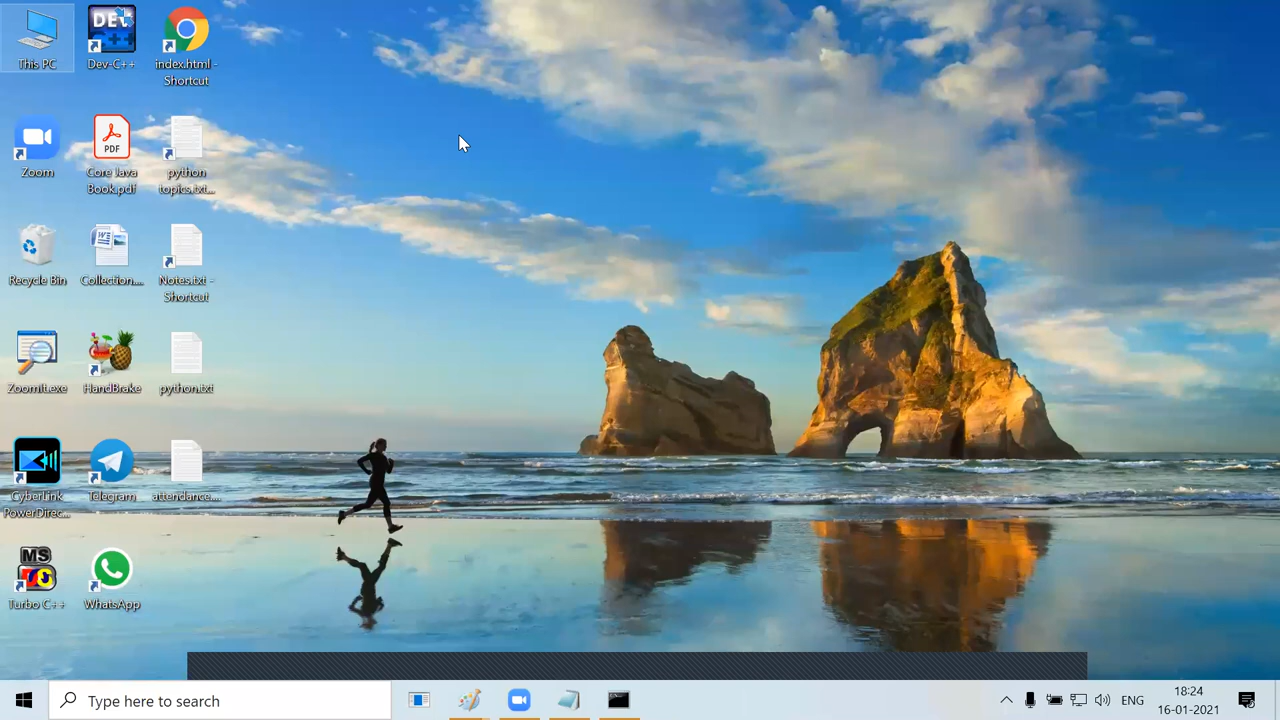 This PC
DEV
C++
Dev-C++
index.html -
Shortcut
Zoom
PDF
Core Java
Book.pdf
python
topics.txt...
Recycle Bin
W
Collection....
Notes.txt -
Shortcut
ZoomIt.exe
HandBrake
python.txt
CyberLink
PowerDirec...
Telegram
attendance....
MS
Turbo C++
WhatsApp
Type here to search
ENG
18:24
16-01-2021